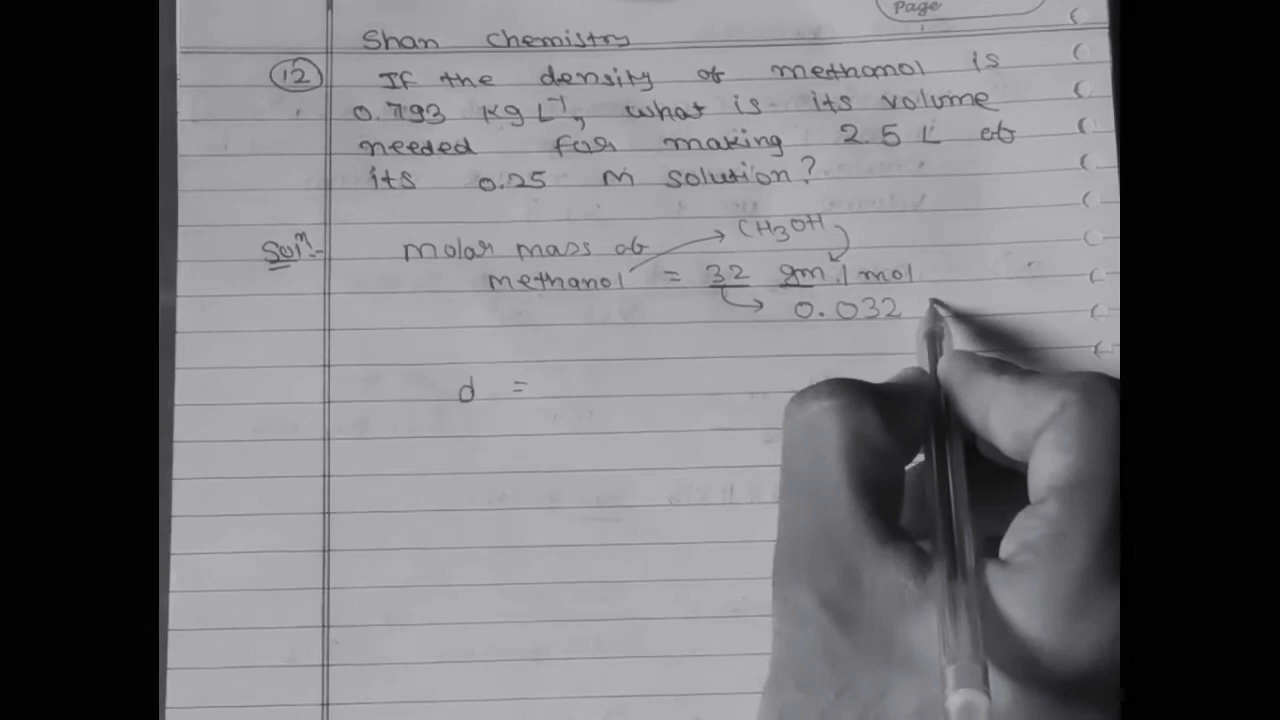 Page
Shan Chemistry
12 If the density of methanol is
0.793 kg L⁻¹, what is its volume
needed for making 2.5 L of
its 0.25 M solution?
Solⁿ:- Molar mass of CH3OH
methanol = 32 gm/mol
0.032
d =